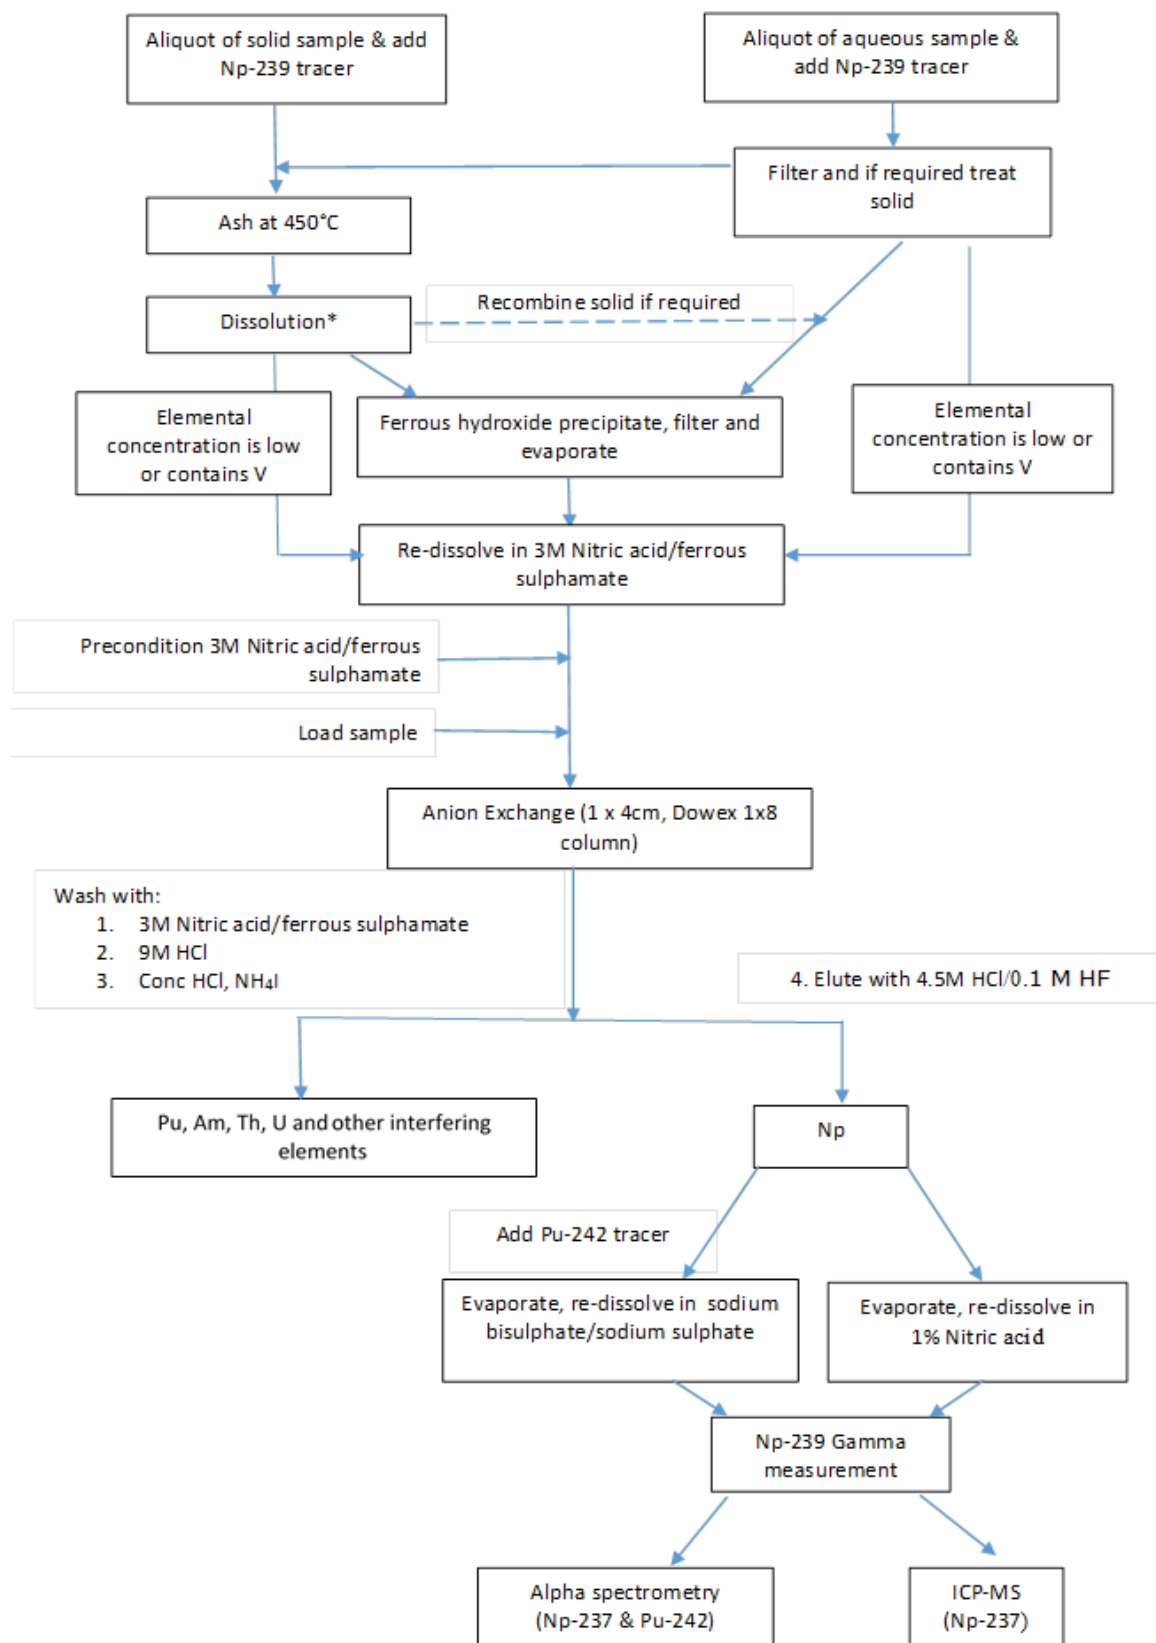 Aliquot of solid sample & add
Np-239 tracer
Aliquot of aqueous sample &
add Np-239 tracer
Filter and if required treat
solid
Ash at 450°C
Recombine solid if required
Dissolution*
Elemental
concentration is low
or contains V
Ferrous hydroxide precipitate, filter and
evaporate
Elemental
concentration is low or
contains V
Re-dissolve in 3M Nitric acid/ferrous
sulphamate
Precondition 3M Nitric acid/ferrous
sulphamate
Load sample
Anion Exchange (1 x 4cm, Dowex 1x8
column)
Wash with:
1. 3M Nitric acid/ferrous sulphamate
2. 9M HCl
3. Conc HCl, NH₄I
4. Elute with 4.5M HCl/0.1 M HF
Pu, Am, Th, U and other interfering
elements
Np
Add Pu-242 tracer
Evaporate, re-dissolve in sodium
bisulphate/sodium sulphate
Evaporate, re-dissolve in
1% Nitric acid
Np-239 Gamma
measurement
Alpha spectrometry
(Np-237 & Pu-242)
ICP-MS
(Np-237)